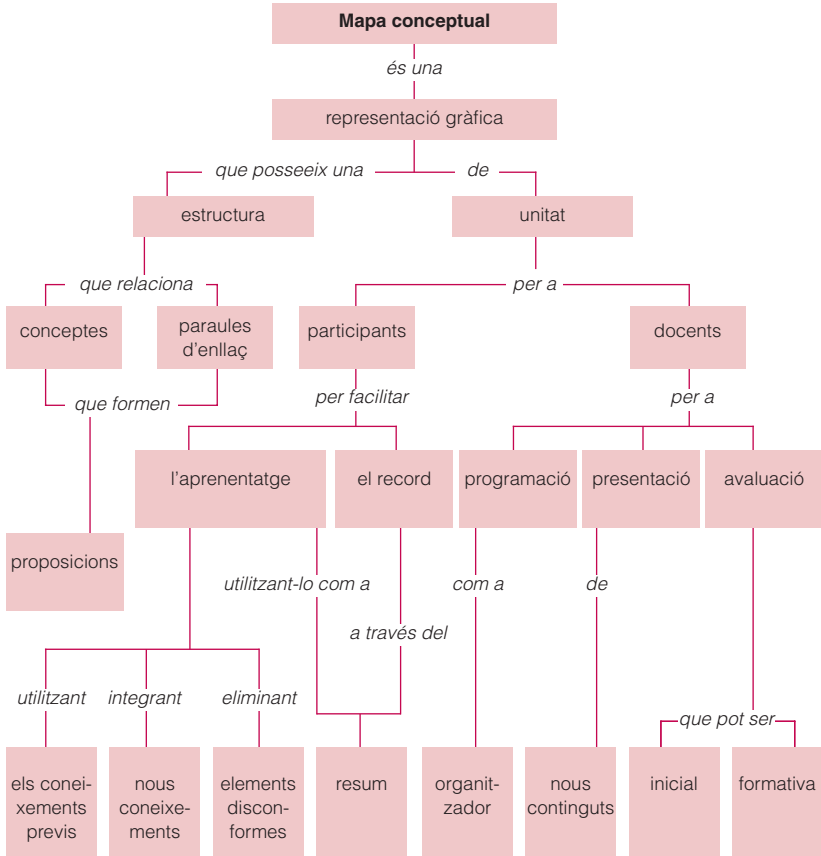 Mapa conceptual
és una
representació gràfica
que posseeix una
de
estructura
unitat
que relaciona
per a
conceptes
paraules
d'enllaç
participants
docents
que formen
per facilitar
per a
l'aprenentatge
el record
programació
presentació
avaluació
proposicions
utilitzant-lo com a
com a
de
a través del
utilitzant
integrant
eliminant
que pot ser
els conei-
xements
previs
nous
coneixe-
ments
elements
discon-
formes
resum
organit-
zador
nous
continguts
inicial
formativa